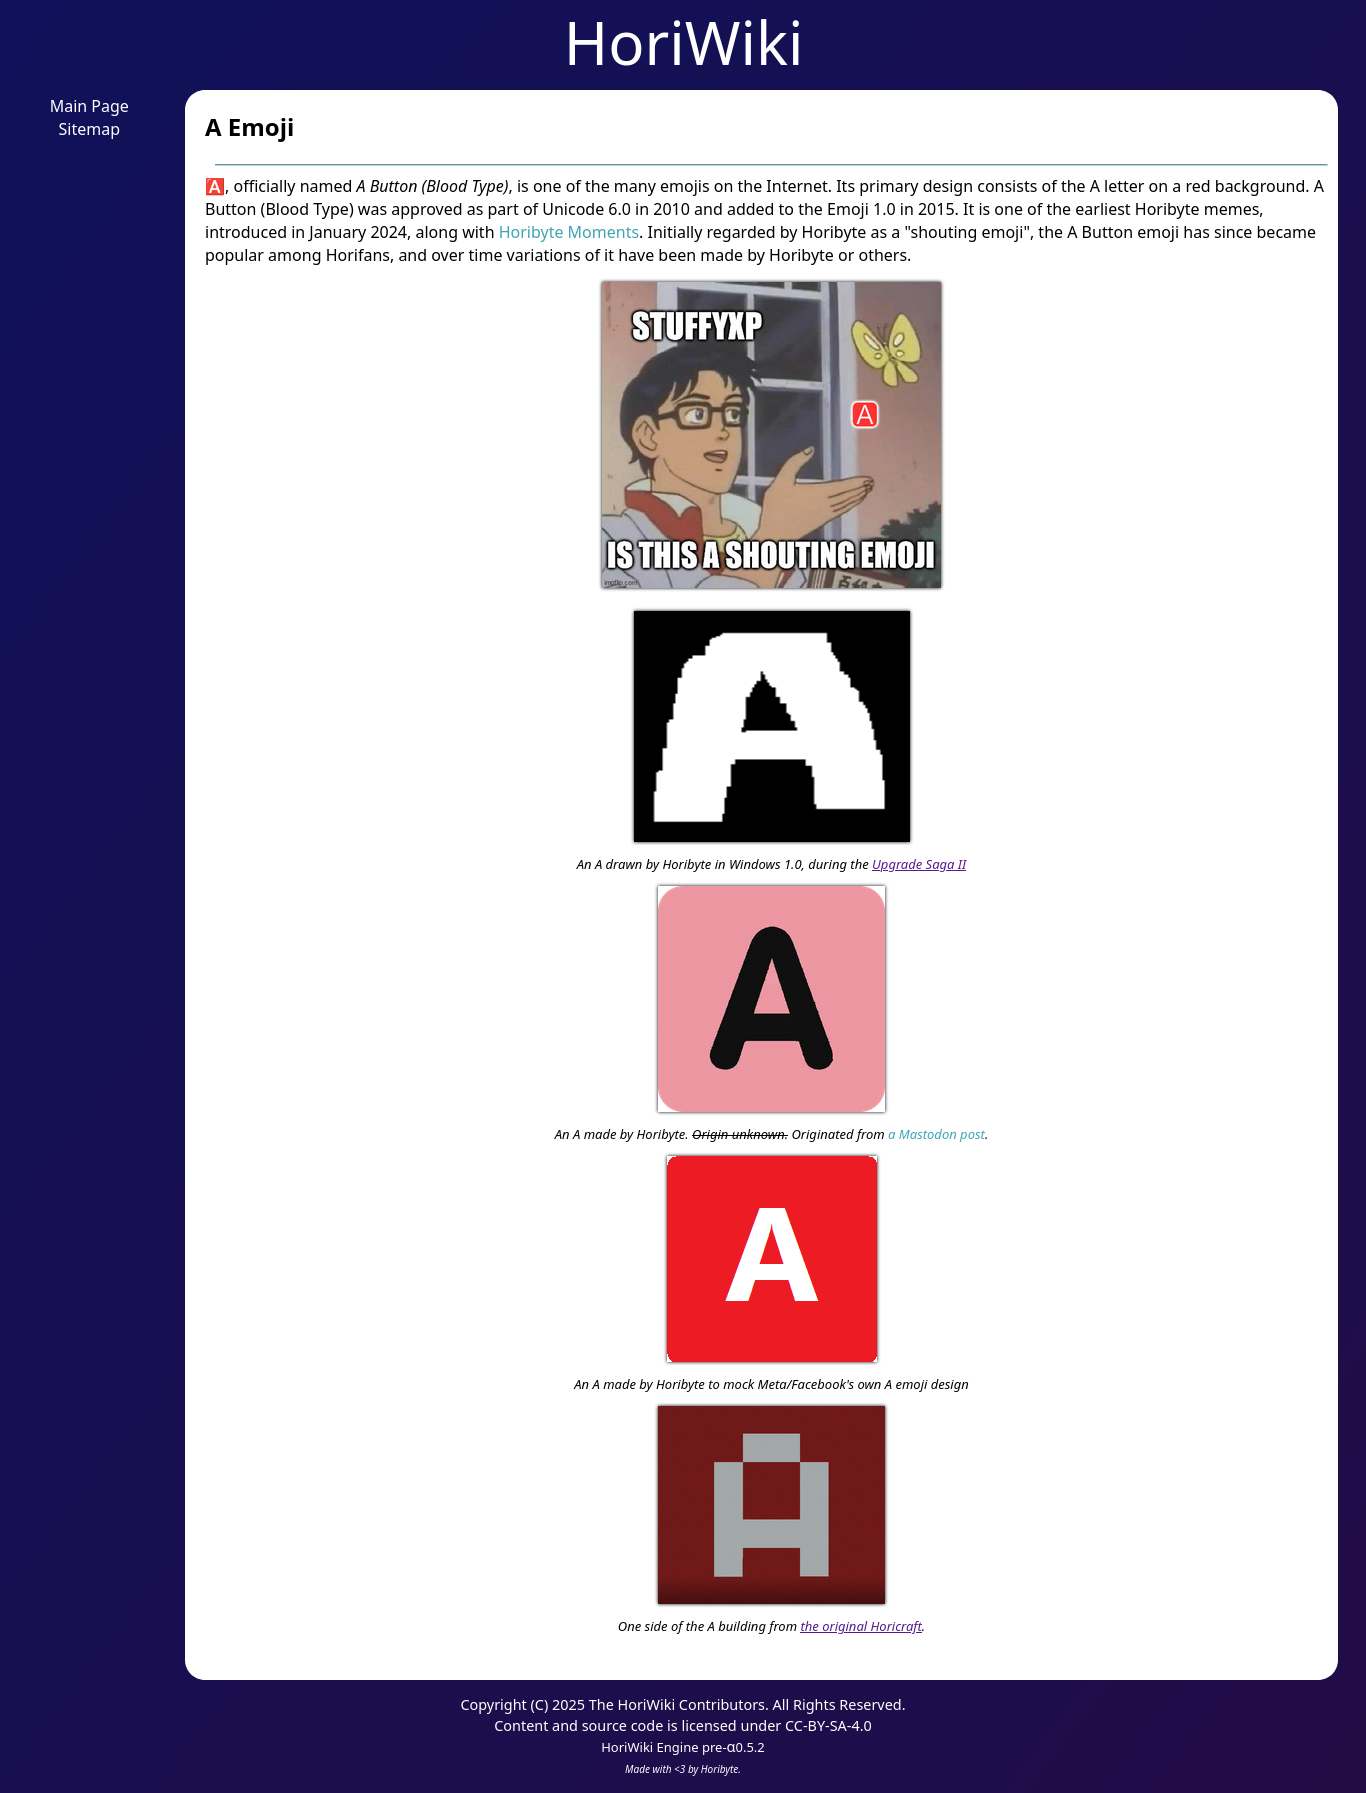 HoriWiki
Main Page
Sitemap
A Emoji
🅰️, officially named A Button (Blood Type), is one of the many emojis on the Internet. Its primary design consists of the A letter on a red background. A
Button (Blood Type) was approved as part of Unicode 6.0 in 2010 and added to the Emoji 1.0 in 2015. It is one of the earliest Horibyte memes,
introduced in January 2024, along with Horibyte Moments. Initially regarded by Horibyte as a "shouting emoji", the A Button emoji has since became
popular among Horifans, and over time variations of it have been made by Horibyte or others.
STUFFYXP
A
IS THIS A SHOUTING EMOJI
imgflip.com
A
An A drawn by Horibyte in Windows 1.0, during the Upgrade Saga II
A
An A made by Horibyte. Origin unknown. Originated from a Mastodon post.
A
An A made by Horibyte to mock Meta/Facebook's own A emoji design
A
One side of the A building from the original Horicraft.
Copyright (C) 2025 The HoriWiki Contributors. All Rights Reserved.
Content and source code is licensed under CC-BY-SA-4.0
HoriWiki Engine pre-α0.5.2
Made with <3 by Horibyte.